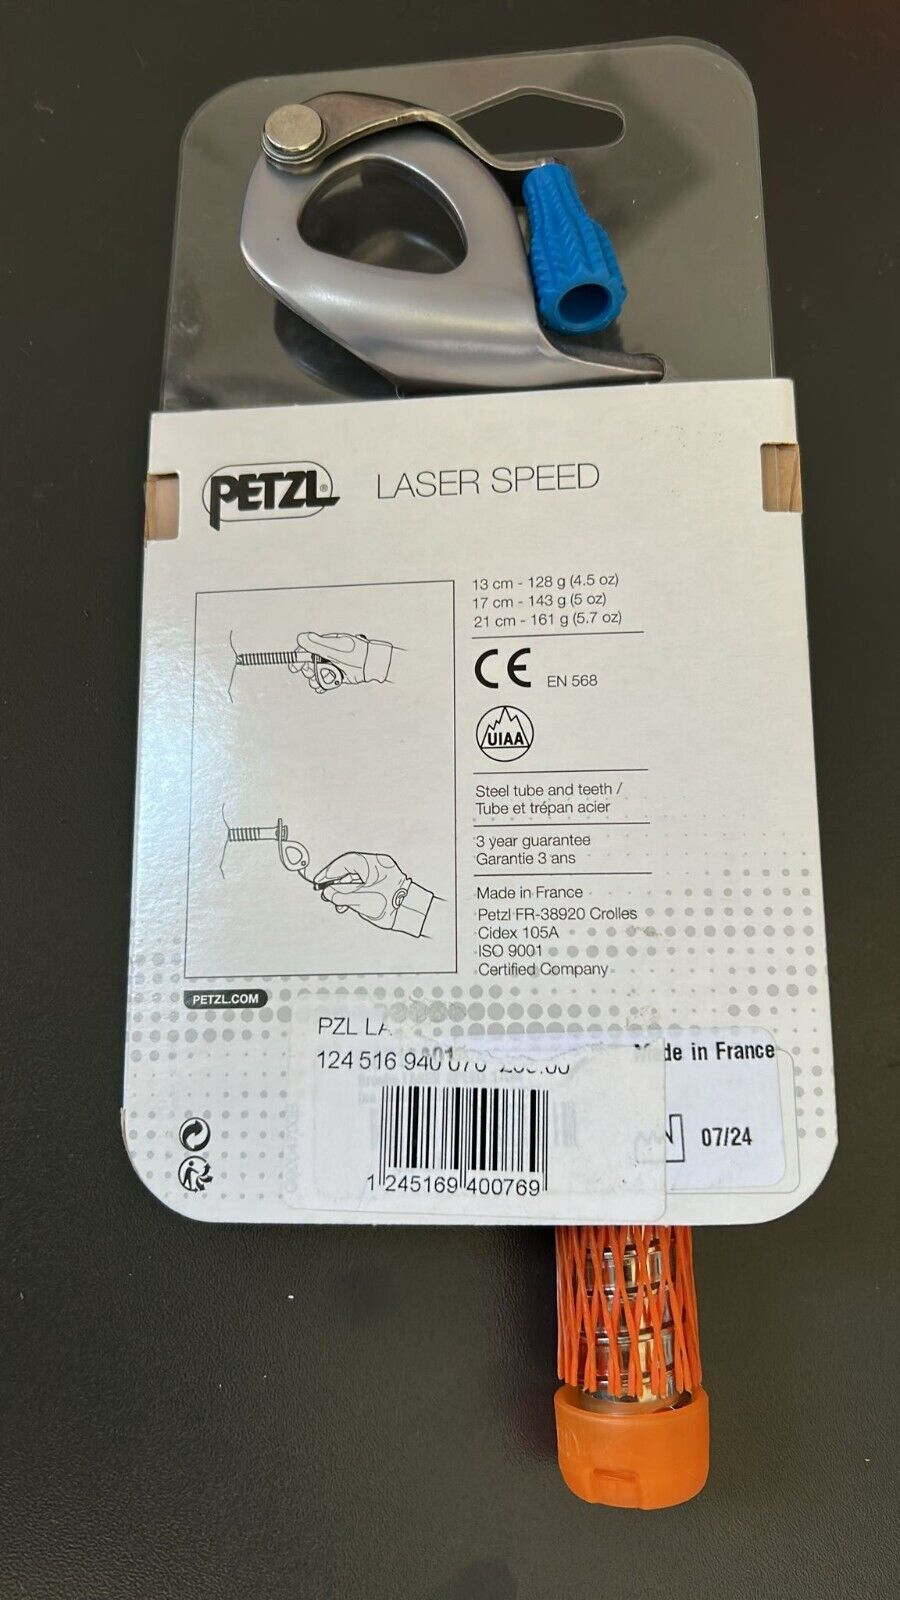 PETZL®
LASER SPEED
13 cm - 128 g (4.5 oz)
17 cm - 143 g (5 oz)
21 cm - 161 g (5.7 oz)
CE EN 568
UIAA
Steel tube and teeth /
Tube et trépan acier
3 year guarantee
Garantie 3 ans
Made in France
Petzl FR-38920 Crolles
Cidex 105A
ISO 9001
Certified Company
PETZL.COM
PZL
124 516 940 076
Made in France
07/24
1 245169 400769